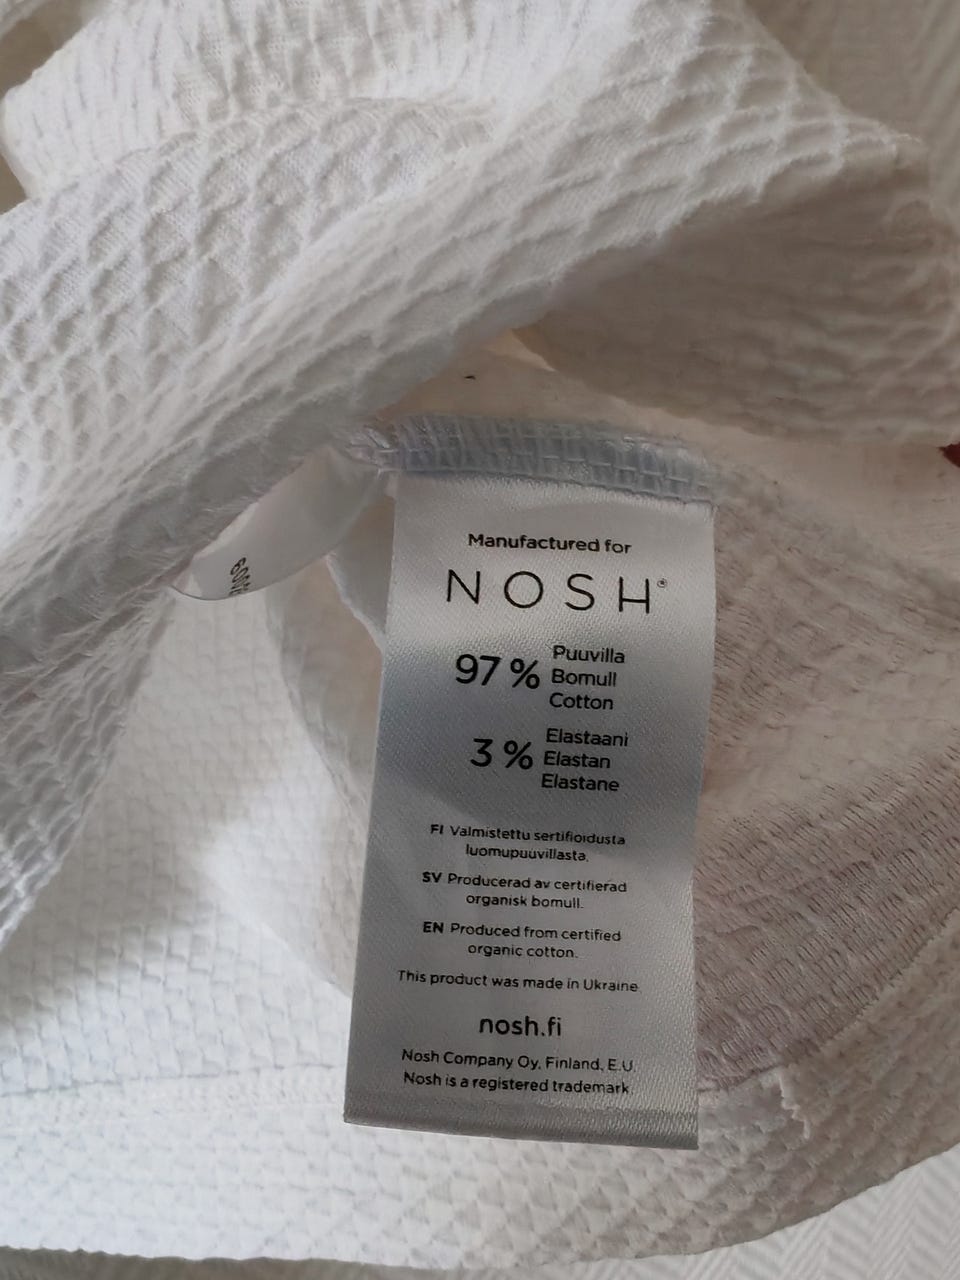 Manufactured for
NOSH®
97 % Puuvilla
Bomull
Cotton
3 % Elastaani
Elastan
Elastane
FI Valmistettu sertifioidusta
luomupuuvillasta.
SV Producerad av certifierad
organisk bomull.
EN Produced from certified
organic cotton.
This product was made in Ukraine
nosh.fi
Nosh Company Oy, Finland, E.U.
Nosh is a registered trademark.